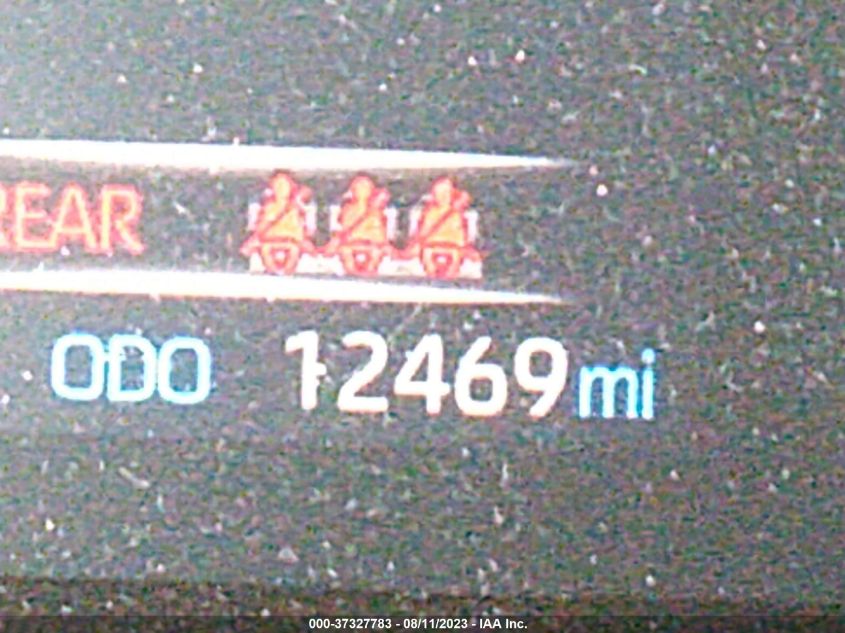 REAR
ODO 12469 mi
000-37327783 - 08/11/2023 - IAA Inc.